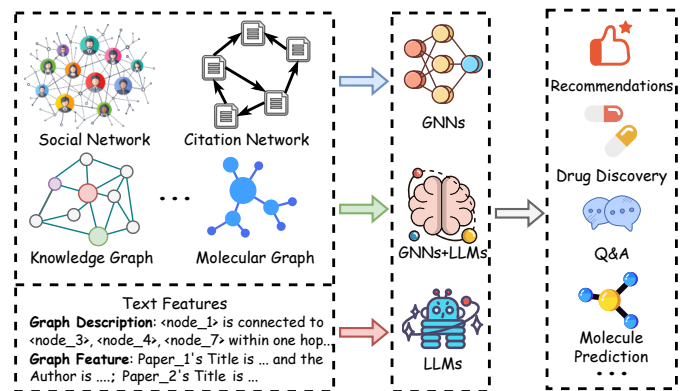 Social Network
Citation Network
Knowledge Graph
Molecular Graph
Text Features
Graph Description: <node_1> is connected to
<node_3>, <node_4>, <node_7> within one hop...
Graph Feature: Paper_1's Title is ... and the
Author is ....; Paper_2's Title is ...
GNNs
GNNs+LLMs
LLMs
Recommendations
Drug Discovery
Q&A
Molecule
Prediction